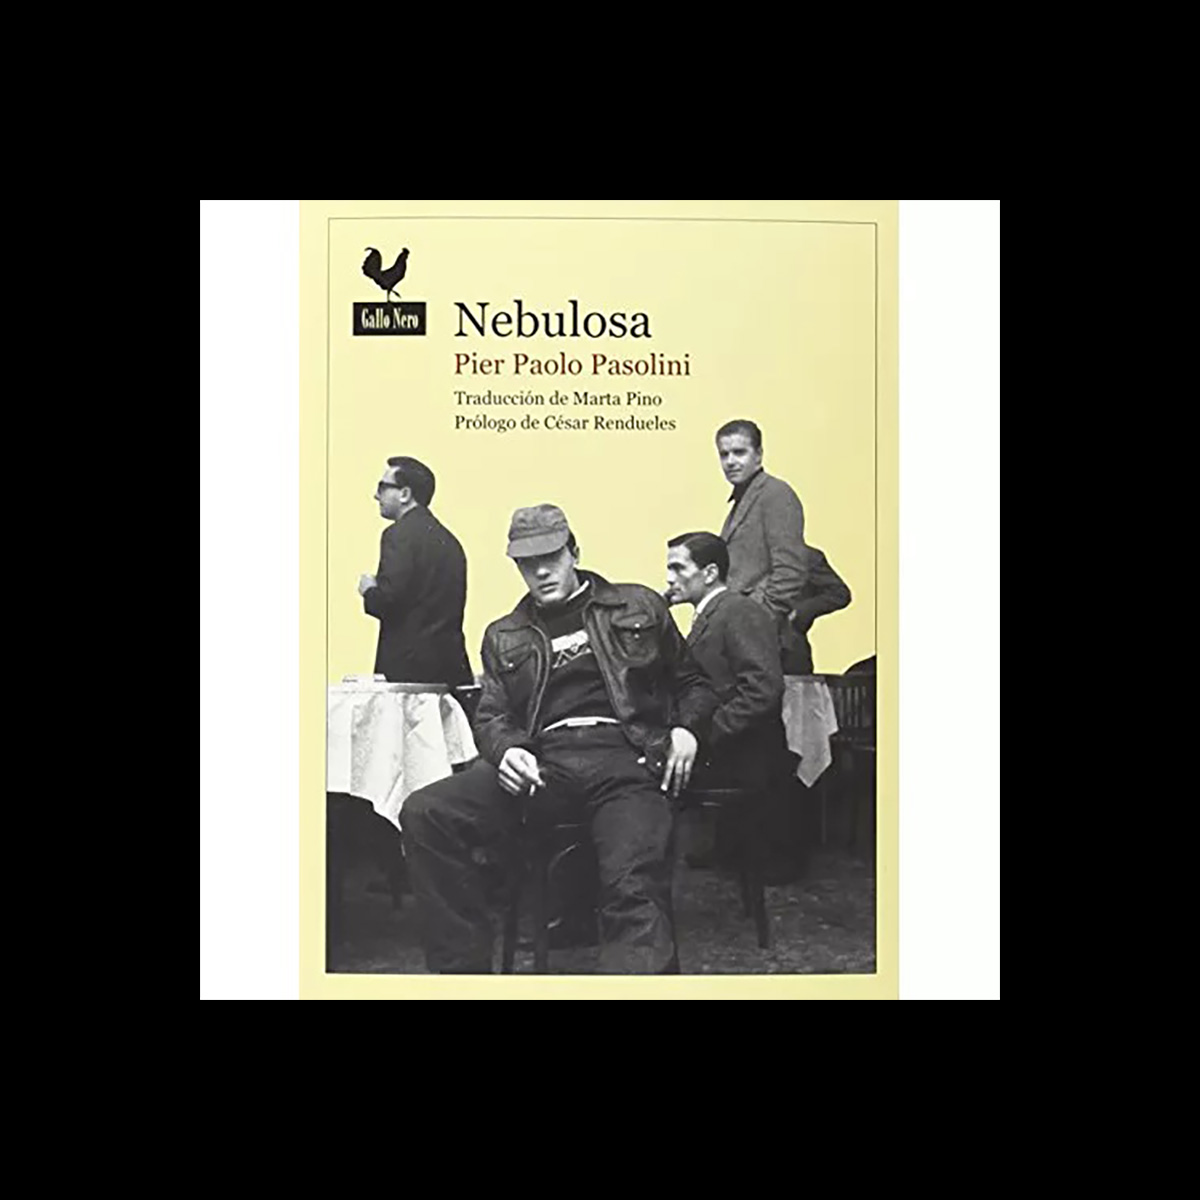 Gallo Nero
Nebulosa
Pier Paolo Pasolini
Traducción de Marta Pino
Prólogo de César Rendueles